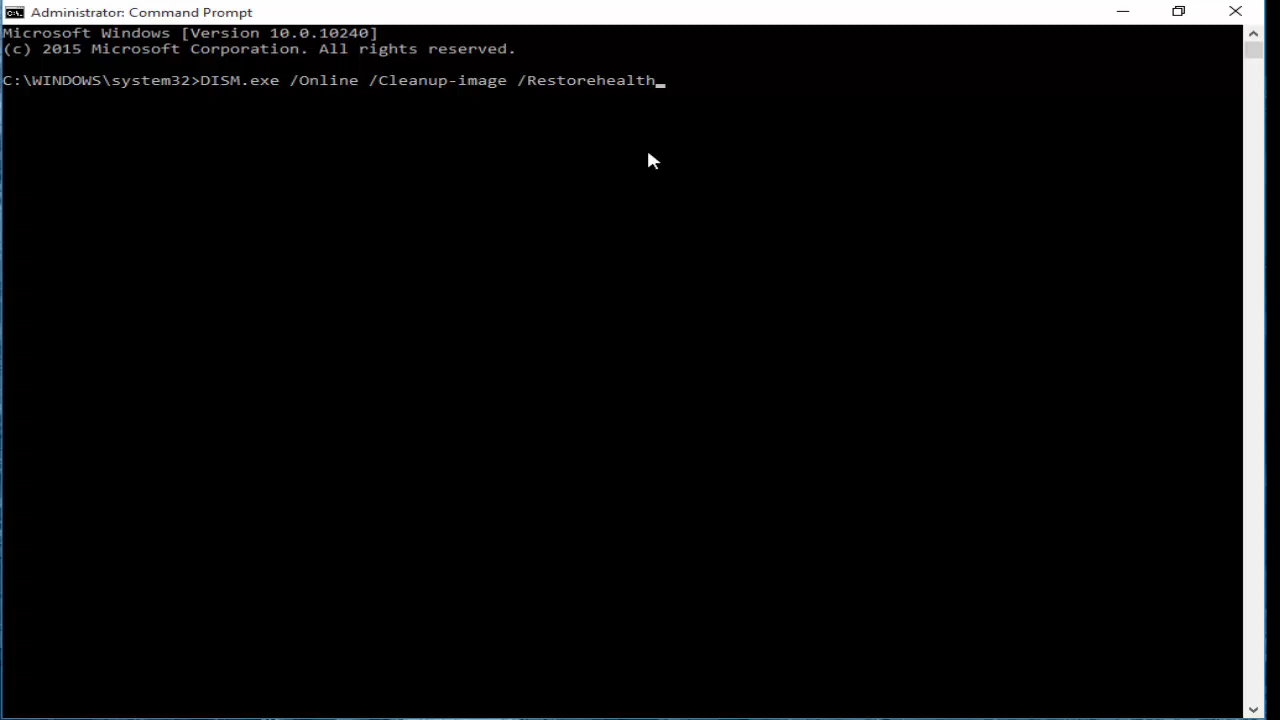 Administrator: Command Prompt
Microsoft Windows [Version 10.0.10240]
(c) 2015 Microsoft Corporation. All rights reserved.
C:\WINDOWS\system32>DISM.exe /Online /Cleanup-image /Restorehealth_